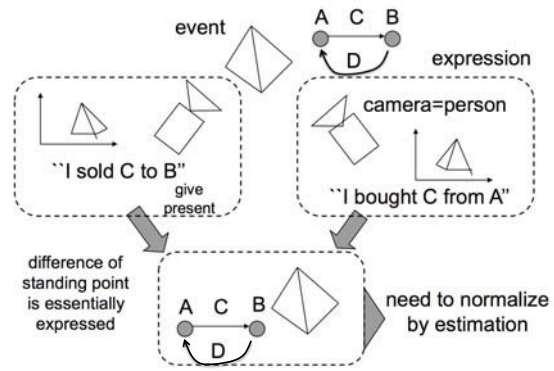 event
A C B
D
expression
camera=person
``I sold C to B''
give
present
``I bought C from A''
difference of
standing point
is essentially
expressed
A C B
D
need to normalize
by estimation